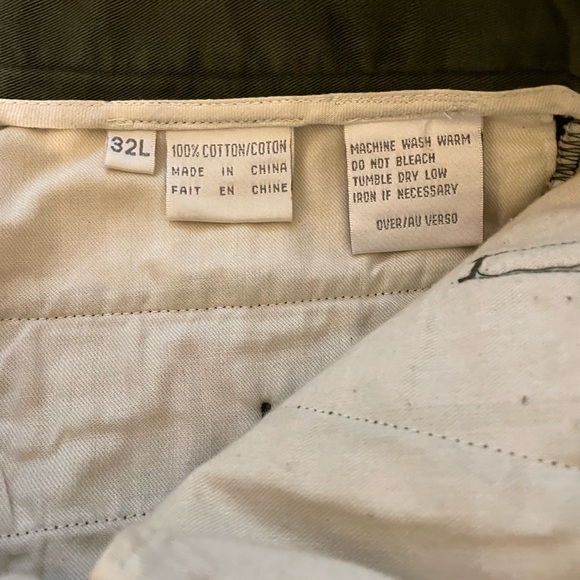 32L
100% COTTON/COTON
MADE IN CHINA
FAIT EN CHINE
MACHINE WASH WARM
DO NOT BLEACH
TUMBLE DRY LOW
IRON IF NECESSARY
OVER/AU VERSO